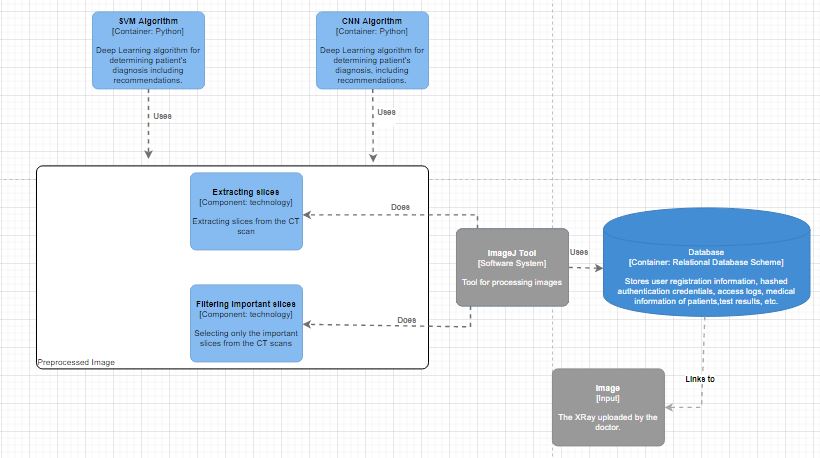 SVM Algorithm
[Container: Python]
Deep Learning algorithm for
determining patient's
diagnosis including
recommendations.
CNN Algorithm
[Container: Python]
Deep Learning algorithm for
determining patient's
diagnosis, including
recommendations.
Uses
Uses
Extracting slices
[Component: technology]
Extracting slices from the CT
scan
Does
ImageJ Tool
[Software System]
Tool for processing images
Uses
Database
[Container: Relational Database Scheme]
Stores user registration information, hashed
authentication credentials, access logs, medical
information of patients,test results, etc.
Filtering important slices
[Component: technology]
Selecting only the important
slices from the CT scans
Does
Preprocessed Image
Links to
Image
[Input]
The XRay uploaded by the
doctor.